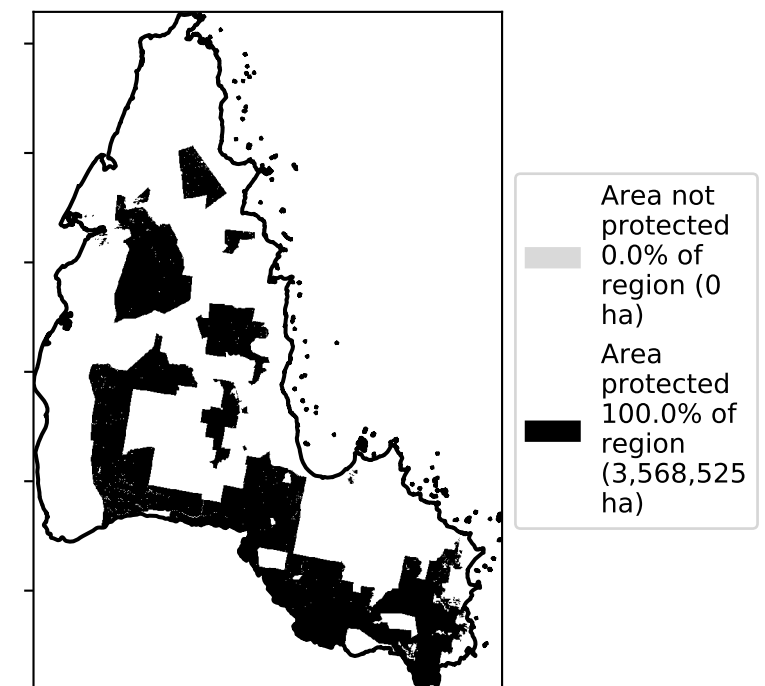 Area not
protected
0.0% of
region (0
ha)
Area
protected
100.0% of
region
(3,568,525
ha)